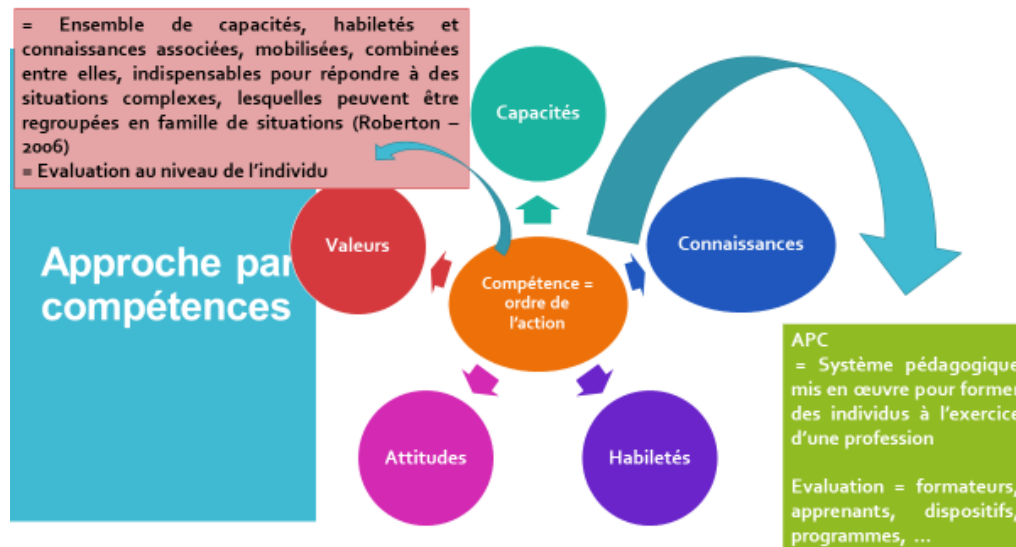 = Ensemble de capacités, habiletés et
connaissances associées, mobilisées, combinées
entre elles, indispensables pour répondre à des
situations complexes, lesquelles peuvent être
regroupées en famille de situations (Roberton –
2006)
= Evaluation au niveau de l'individu
Capacités
Valeurs
Connaissances
Approche par
compétences
Compétence =
ordre de
l'action
Attitudes
Habiletés
APC
= Système pédagogique
mis en œuvre pour former
des individus à l'exercice
d'une profession
Evaluation = formateurs,
apprenants, dispositifs,
programmes, ...